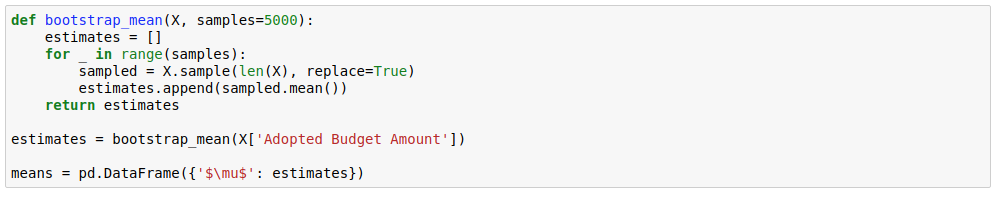 def bootstrap_mean(X, samples=5000):
    estimates = []
    for _ in range(samples):
        sampled = X.sample(len(X), replace=True)
        estimates.append(sampled.mean())
    return estimates

estimates = bootstrap_mean(X['Adopted Budget Amount'])

means = pd.DataFrame({'$\mu$': estimates})